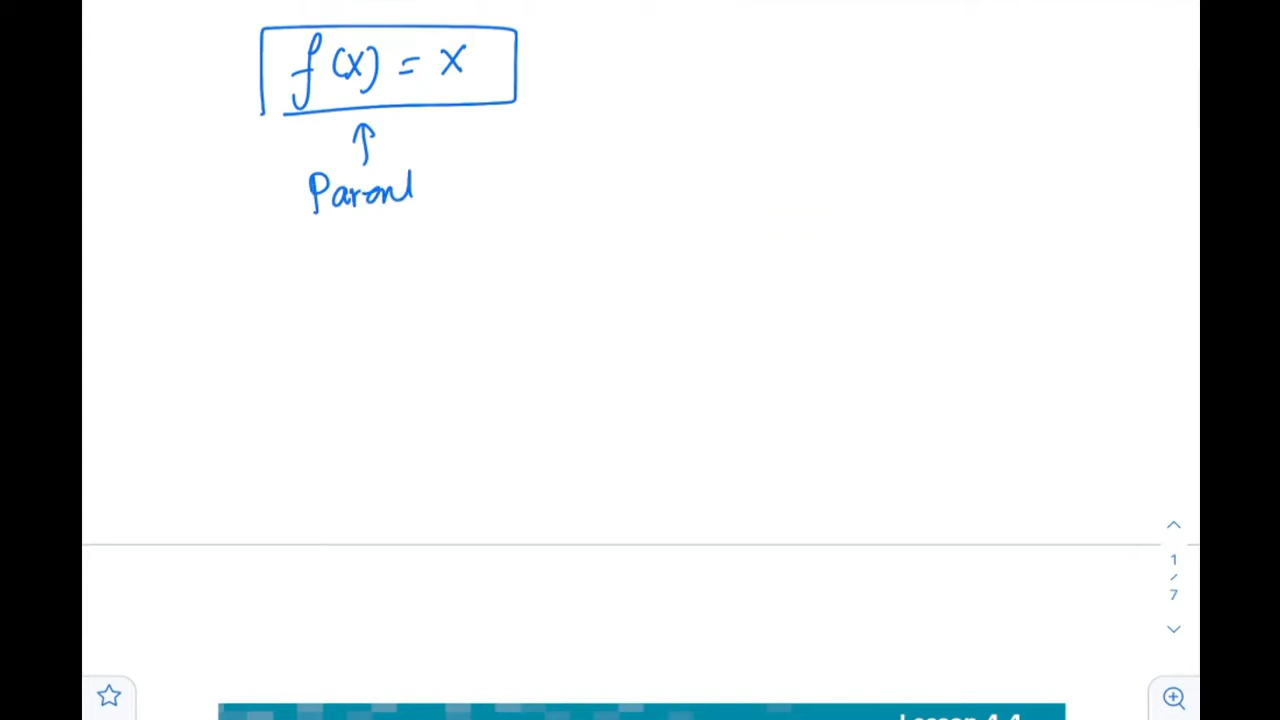 f(x) = x
↑
Parent
1
/
7